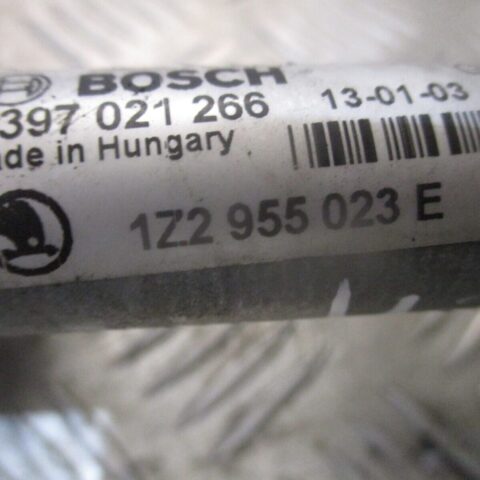 BOSCH
397 021 266 13-01-03
ade in Hungary
1Z2 955 023 E